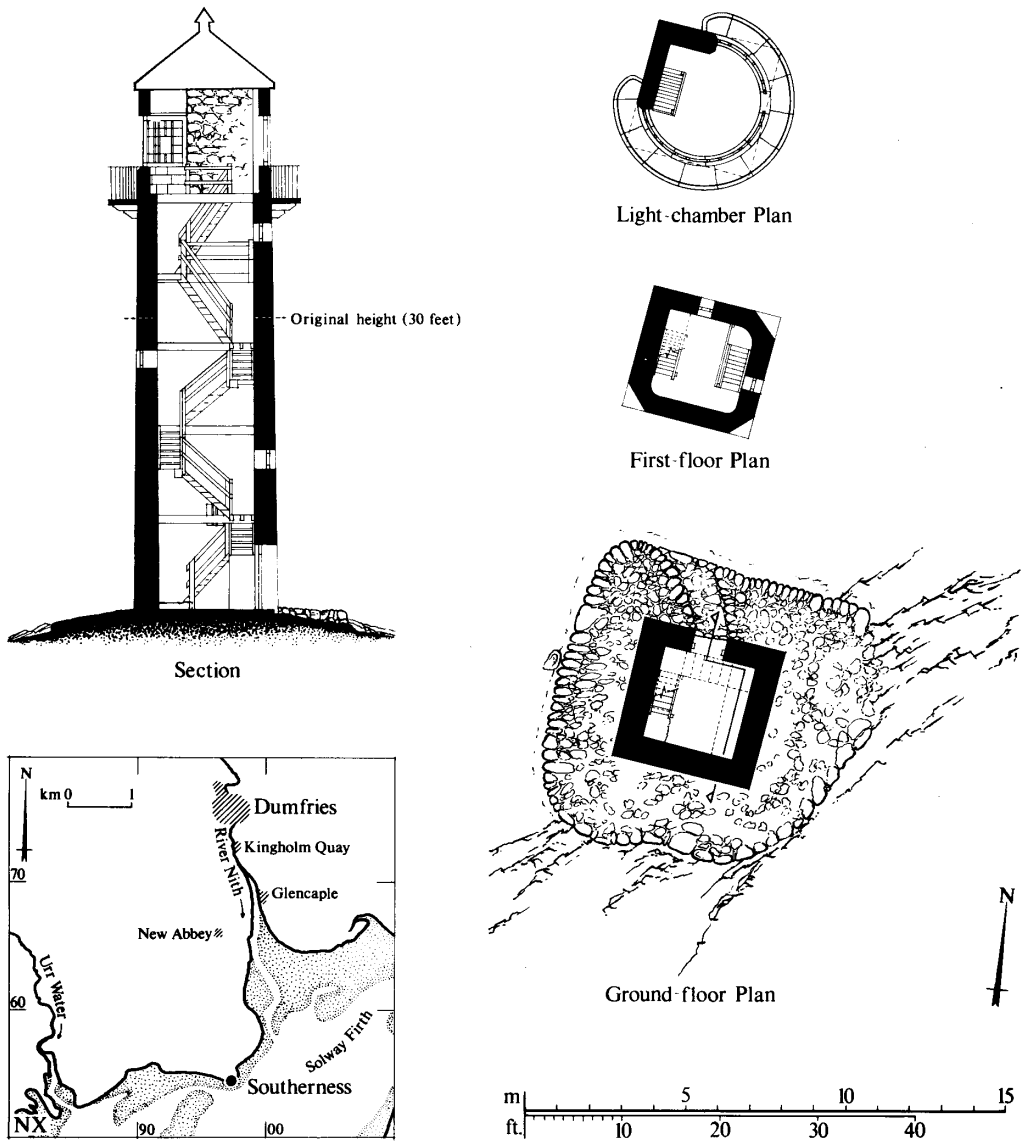 Light-chamber Plan
Original height (30 feet)
First-floor Plan
Section
N
km 0 1
Dumfries
Kingholm Quay
River Nith
70
Glencaple
New Abbey
Urr Water
60
Solway Firth
Southerness
NX
90
00
N
Ground-floor Plan
m 5 10 15
ft. 10 20 30 40